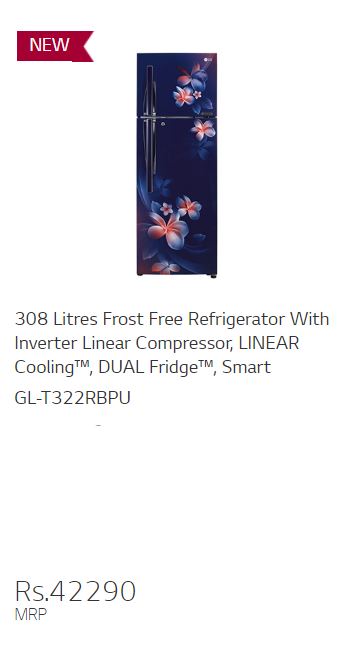 NEW
LG
308 Litres Frost Free Refrigerator With
Inverter Linear Compressor, LINEAR
Cooling™, DUAL Fridge™, Smart
GL-T322RBPU
Rs.42290
MRP